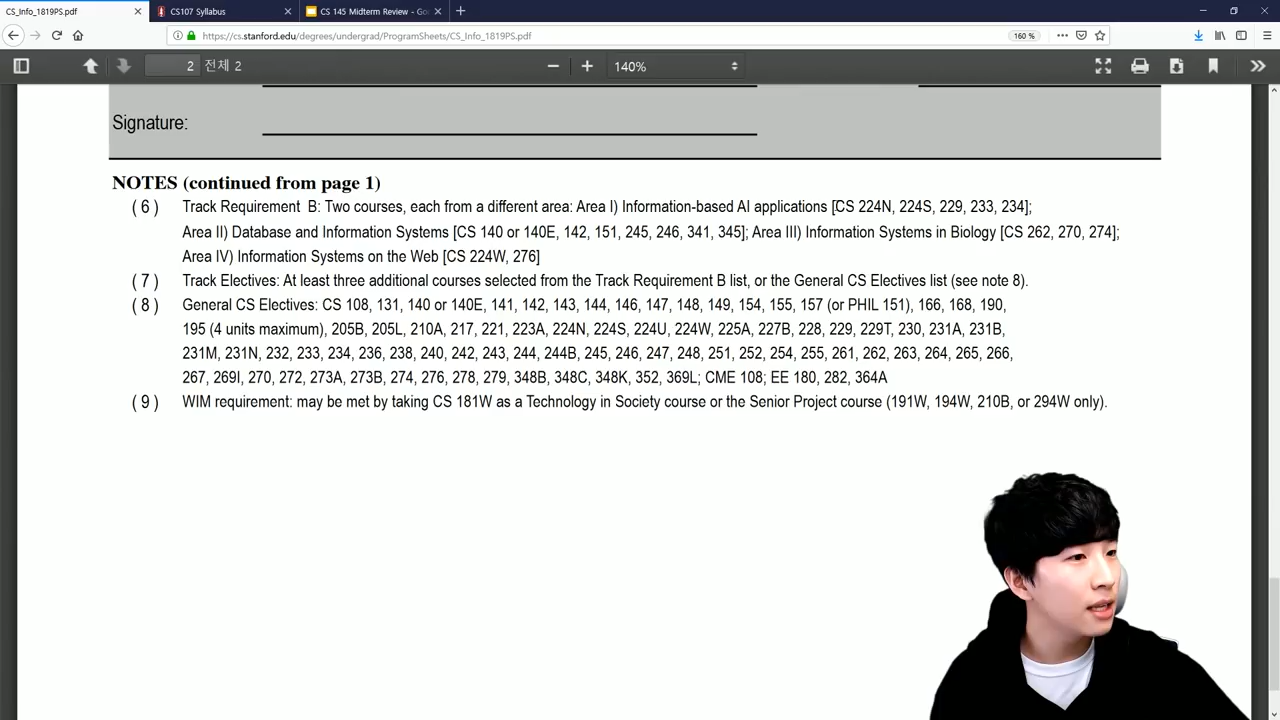 CS_Info_1819PS.pdf
CS107 Syllabus
CS 145 Midterm Review - Go
https://cs.stanford.edu/degrees/undergrad/ProgramSheets/CS_Info_1819PS.pdf
160 %
2 전체 2
140%
Signature:
NOTES (continued from page 1)
( 6 ) Track Requirement B: Two courses, each from a different area: Area I) Information-based AI applications [CS 224N, 224S, 229, 233, 234];
Area II) Database and Information Systems [CS 140 or 140E, 142, 151, 245, 246, 341, 345]; Area III) Information Systems in Biology [CS 262, 270, 274];
Area IV) Information Systems on the Web [CS 224W, 276]
( 7 ) Track Electives: At least three additional courses selected from the Track Requirement B list, or the General CS Electives list (see note 8).
( 8 ) General CS Electives: CS 108, 131, 140 or 140E, 141, 142, 143, 144, 146, 147, 148, 149, 154, 155, 157 (or PHIL 151), 166, 168, 190,
195 (4 units maximum), 205B, 205L, 210A, 217, 221, 223A, 224N, 224S, 224U, 224W, 225A, 227B, 228, 229, 229T, 230, 231A, 231B,
231M, 231N, 232, 233, 234, 236, 238, 240, 242, 243, 244, 244B, 245, 246, 247, 248, 251, 252, 254, 255, 261, 262, 263, 264, 265, 266,
267, 269I, 270, 272, 273A, 273B, 274, 276, 278, 279, 348B, 348C, 348K, 352, 369L; CME 108; EE 180, 282, 364A
( 9 ) WIM requirement: may be met by taking CS 181W as a Technology in Society course or the Senior Project course (191W, 194W, 210B, or 294W only).